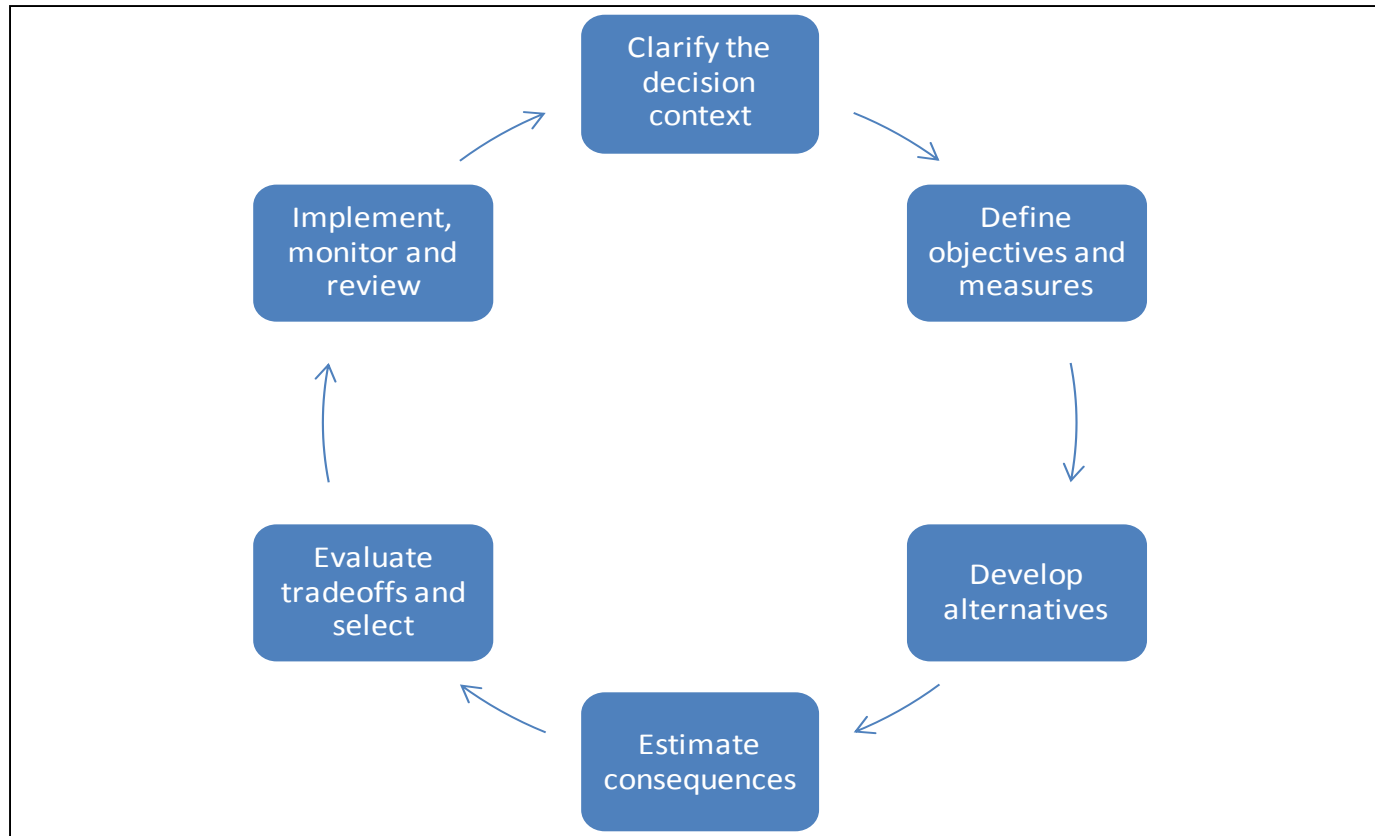 Clarify the
decision
context
Define
objectives and
measures
Develop
alternatives
Estimate
consequences
Evaluate
tradeoffs and
select
Implement,
monitor and
review